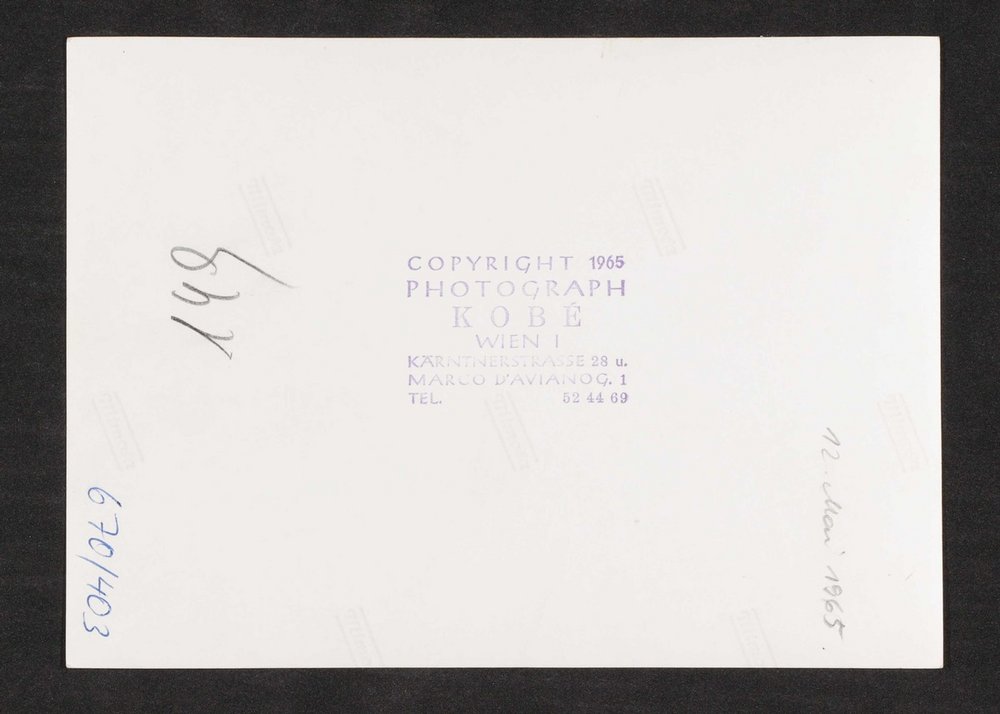 COPYRIGHT 1965
PHOTOGRAPH
KOBÉ
WIEN I
KÄRNTNERSTRASSE 28 u.
MARCO D'AVIANOG. 1
TEL. 52 44 69
670/403
12. Mai 1965